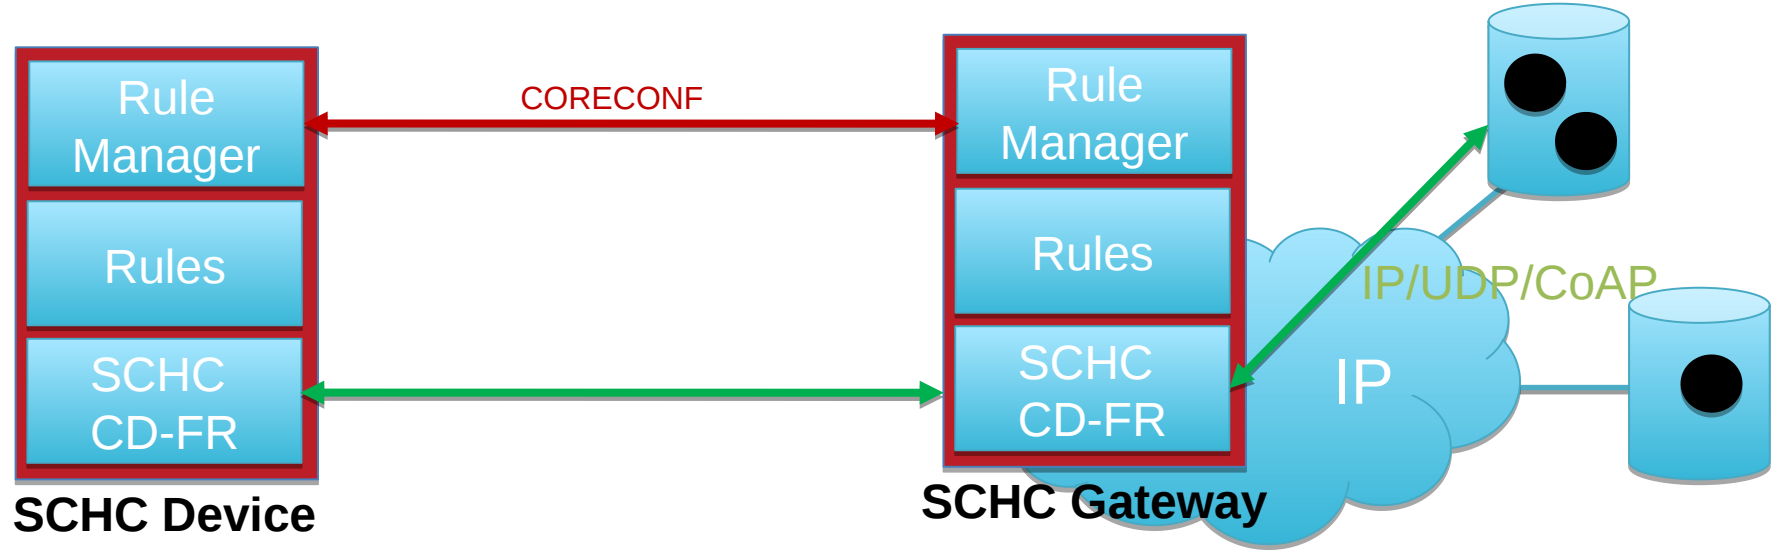 Rule
Manager
Rules
SCHC
CD-FR
SCHC Device
CORECONF
Rule
Manager
Rules
SCHC
CD-FR
SCHC Gateway
IP/UDP/CoAP
IP